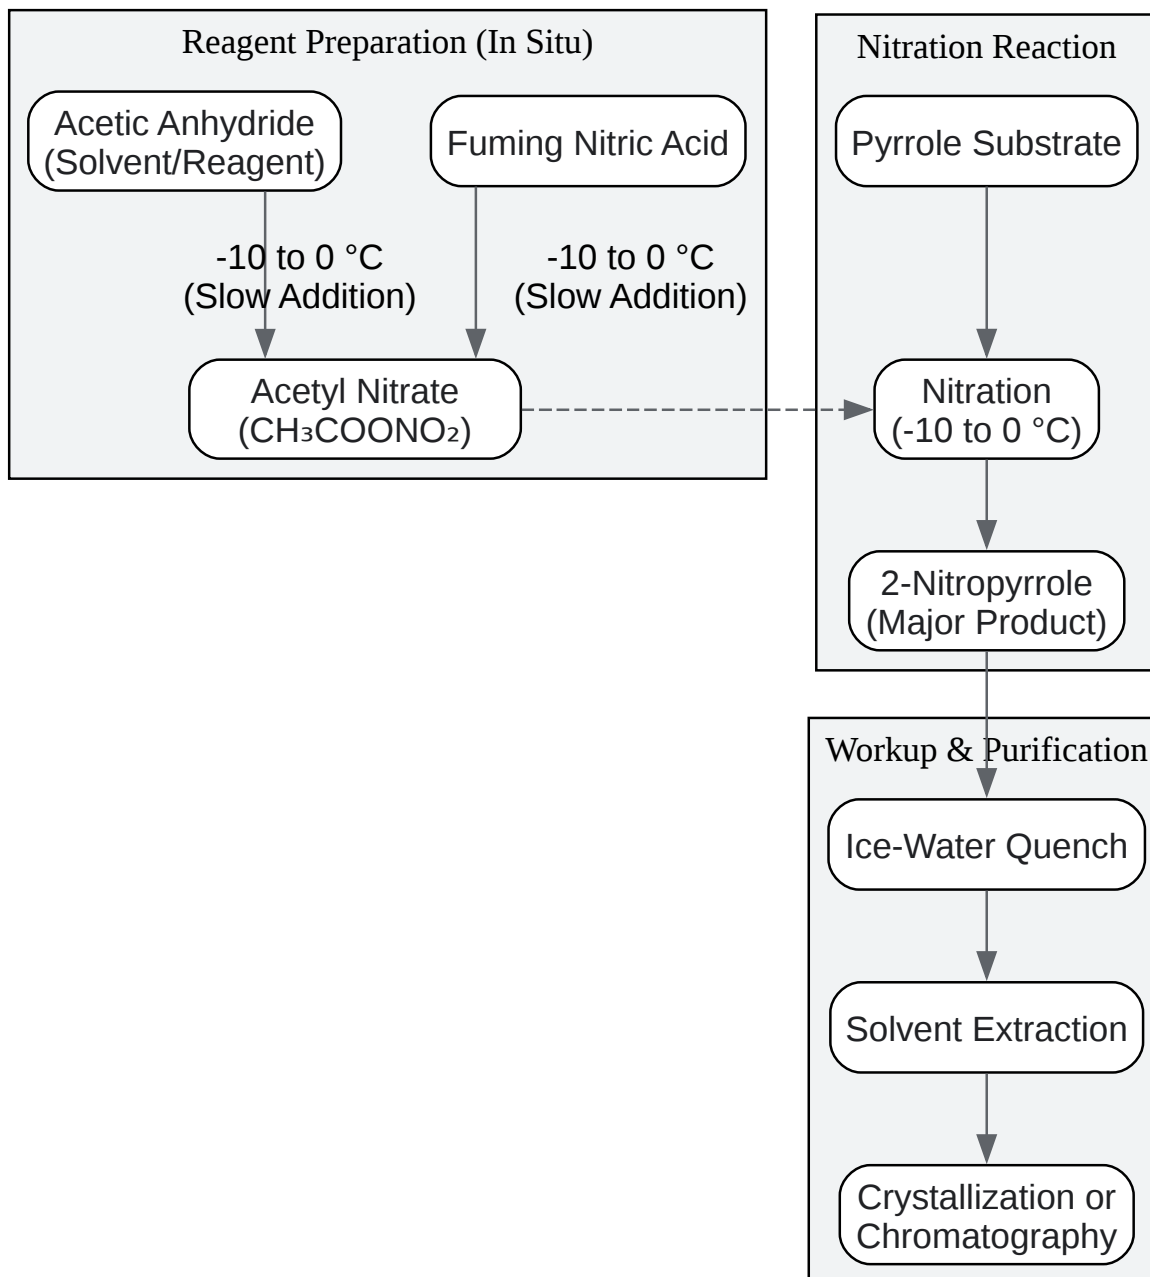 Reagent Preparation (In Situ)
Acetic Anhydride
(Solvent/Reagent)
Fuming Nitric Acid
-10 to 0 °C
(Slow Addition)
-10 to 0 °C
(Slow Addition)
Acetyl Nitrate
(CH₃COONO₂)
Nitration Reaction
Pyrrole Substrate
Nitration
(-10 to 0 °C)
2-Nitropyrrole
(Major Product)
Workup & Purification
Ice-Water Quench
Solvent Extraction
Crystallization or
Chromatography